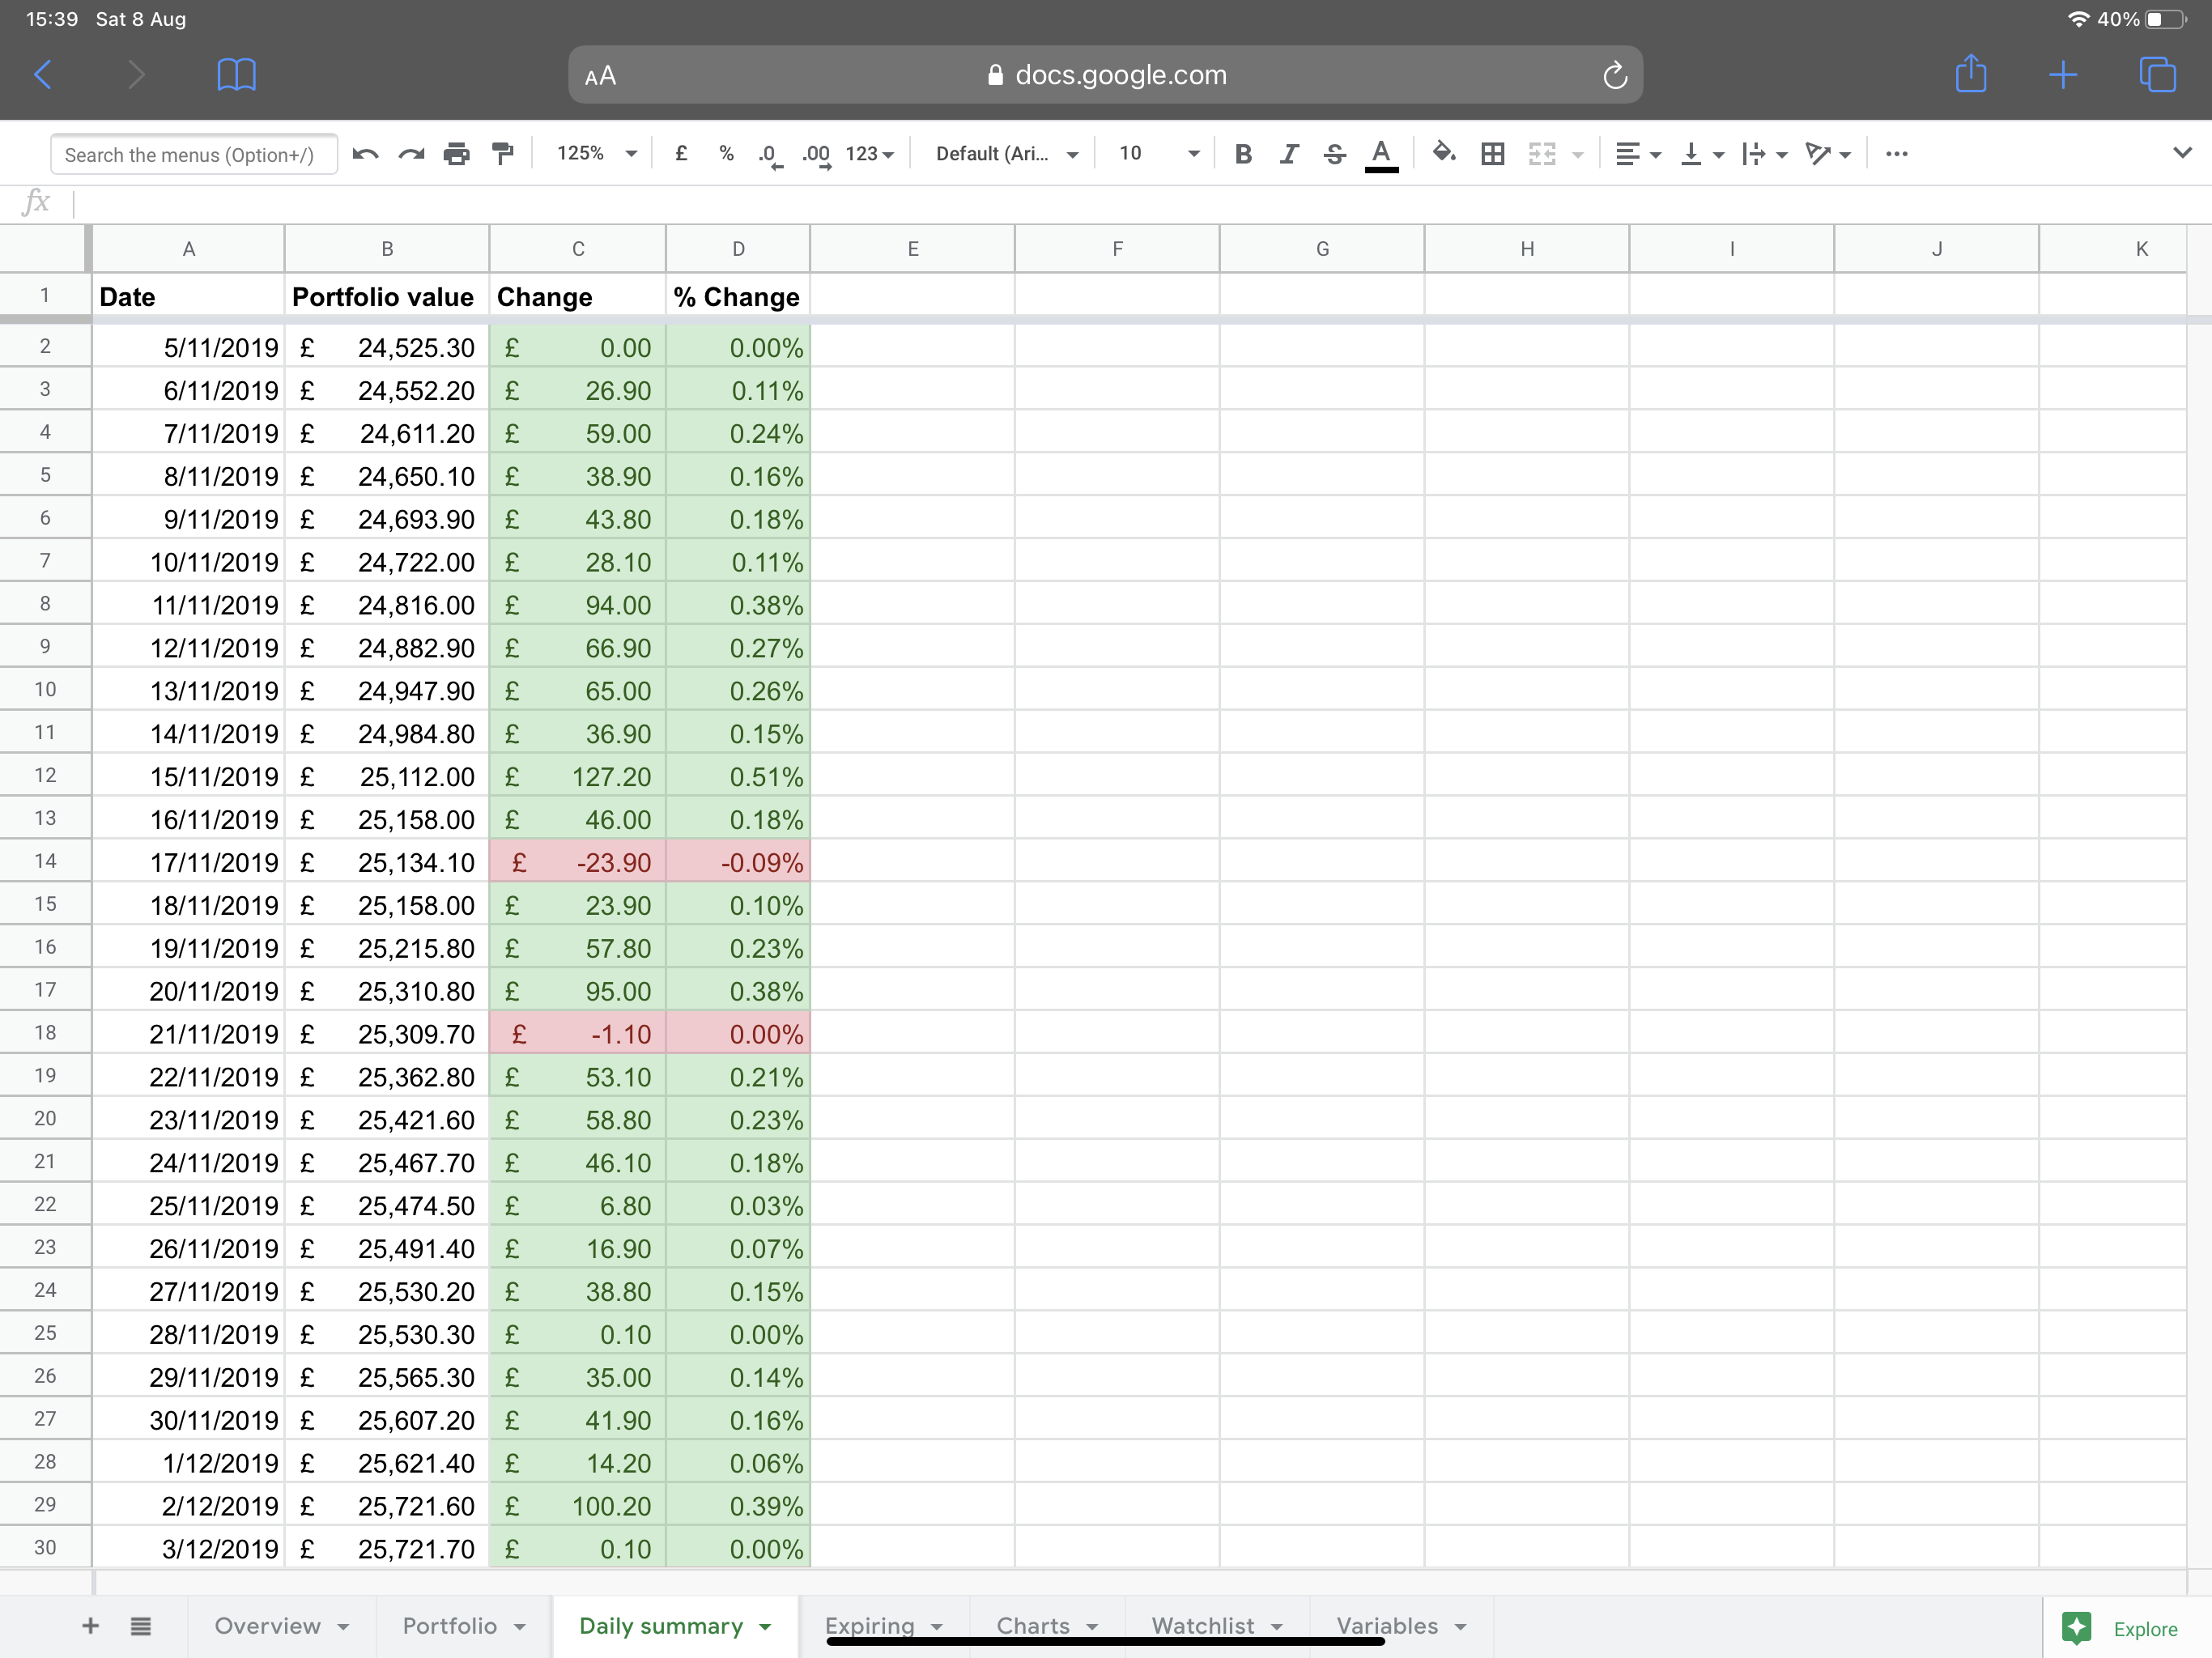 15:39 Sat 8 Aug 40%
AA docs.google.com
Search the menus (Option+/) 125% £ % .0 .00 123 Default (Ari... 10 B I S A ...
fx
A B C D E F G H I J K
1 Date Portfolio value Change % Change
2 5/11/2019 £ 24,525.30 £ 0.00 0.00%
3 6/11/2019 £ 24,552.20 £ 26.90 0.11%
4 7/11/2019 £ 24,611.20 £ 59.00 0.24%
5 8/11/2019 £ 24,650.10 £ 38.90 0.16%
6 9/11/2019 £ 24,693.90 £ 43.80 0.18%
7 10/11/2019 £ 24,722.00 £ 28.10 0.11%
8 11/11/2019 £ 24,816.00 £ 94.00 0.38%
9 12/11/2019 £ 24,882.90 £ 66.90 0.27%
10 13/11/2019 £ 24,947.90 £ 65.00 0.26%
11 14/11/2019 £ 24,984.80 £ 36.90 0.15%
12 15/11/2019 £ 25,112.00 £ 127.20 0.51%
13 16/11/2019 £ 25,158.00 £ 46.00 0.18%
14 17/11/2019 £ 25,134.10 £ -23.90 -0.09%
15 18/11/2019 £ 25,158.00 £ 23.90 0.10%
16 19/11/2019 £ 25,215.80 £ 57.80 0.23%
17 20/11/2019 £ 25,310.80 £ 95.00 0.38%
18 21/11/2019 £ 25,309.70 £ -1.10 0.00%
19 22/11/2019 £ 25,362.80 £ 53.10 0.21%
20 23/11/2019 £ 25,421.60 £ 58.80 0.23%
21 24/11/2019 £ 25,467.70 £ 46.10 0.18%
22 25/11/2019 £ 25,474.50 £ 6.80 0.03%
23 26/11/2019 £ 25,491.40 £ 16.90 0.07%
24 27/11/2019 £ 25,530.20 £ 38.80 0.15%
25 28/11/2019 £ 25,530.30 £ 0.10 0.00%
26 29/11/2019 £ 25,565.30 £ 35.00 0.14%
27 30/11/2019 £ 25,607.20 £ 41.90 0.16%
28 1/12/2019 £ 25,621.40 £ 14.20 0.06%
29 2/12/2019 £ 25,721.60 £ 100.20 0.39%
30 3/12/2019 £ 25,721.70 £ 0.10 0.00%
+ Overview Portfolio Daily summary Expiring Charts Watchlist Variables Explore